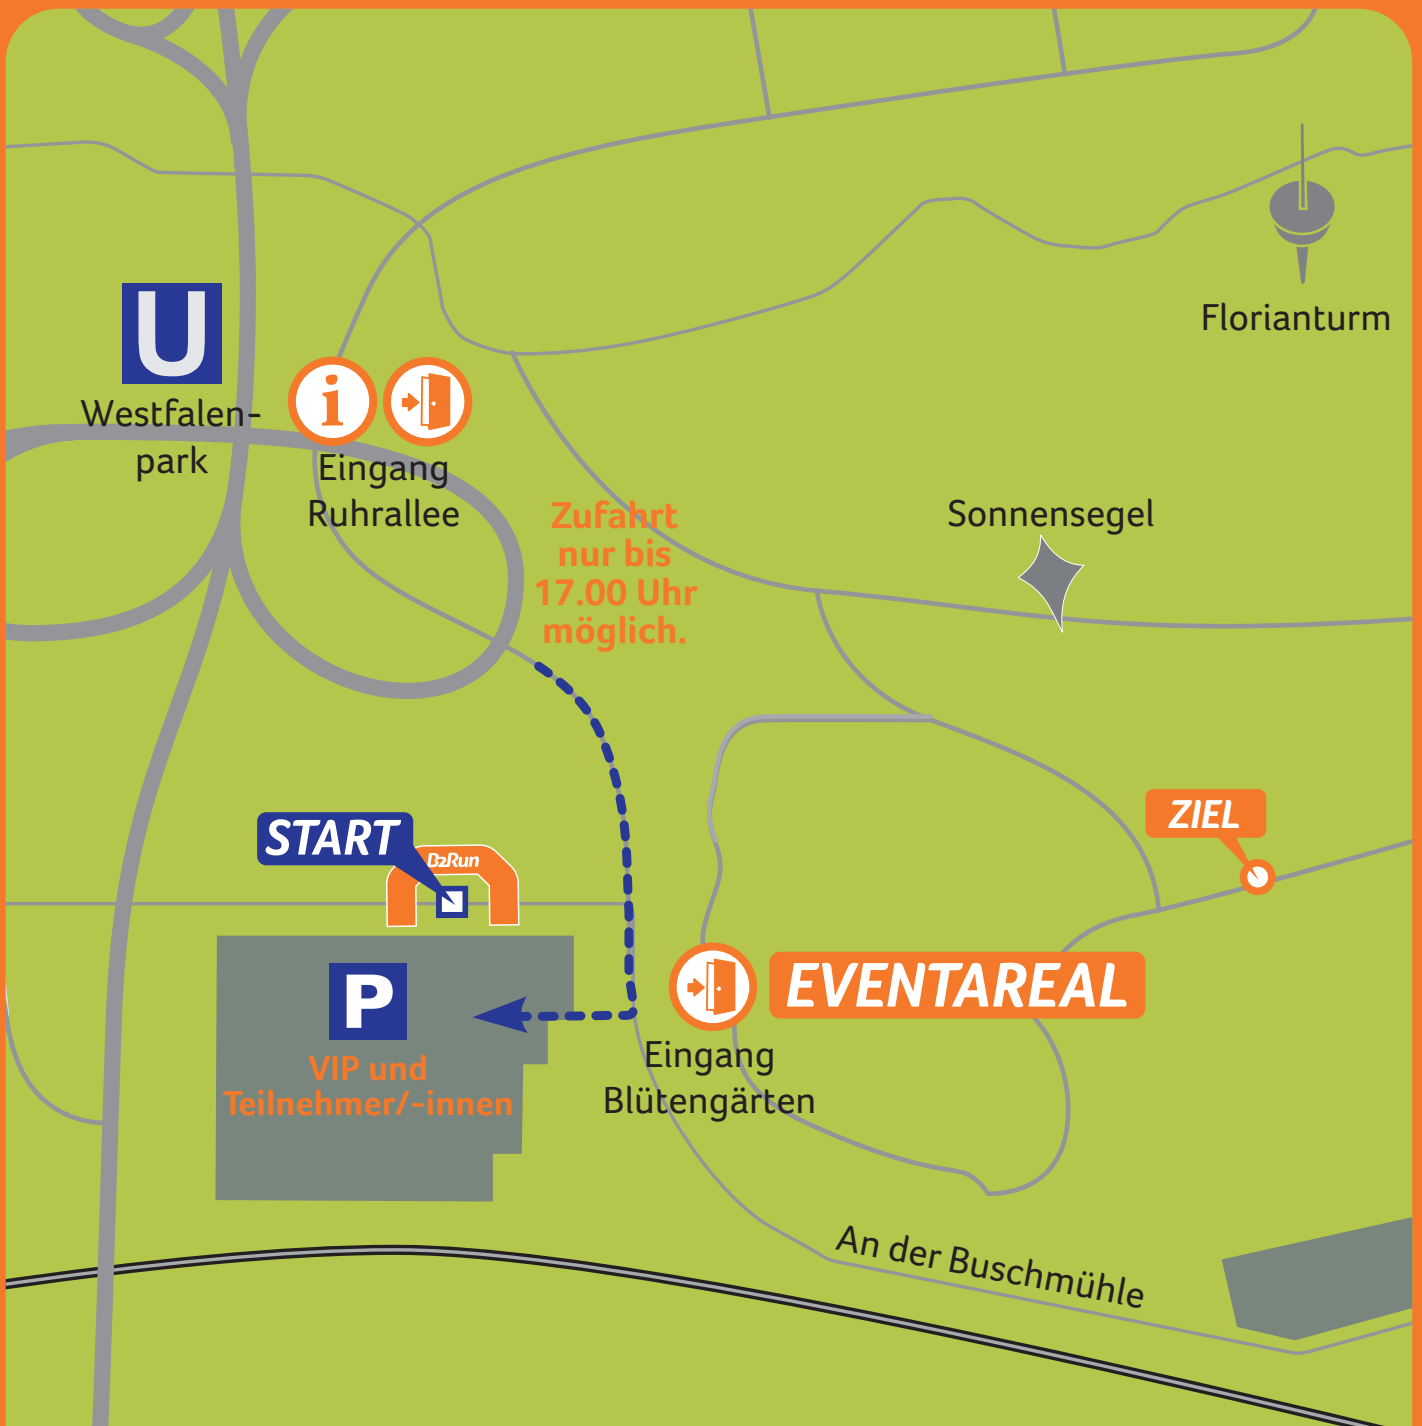 Florianturm
U
Westfalen-
park
i
Eingang
Ruhrallee
Zufahrt
nur bis
17.00 Uhr
möglich.
Sonnensegel
START
B2Run
ZIEL
P
VIP und
Teilnehmer/-innen
EVENTAREAL
Eingang
Blütengärten
An der Buschmühle